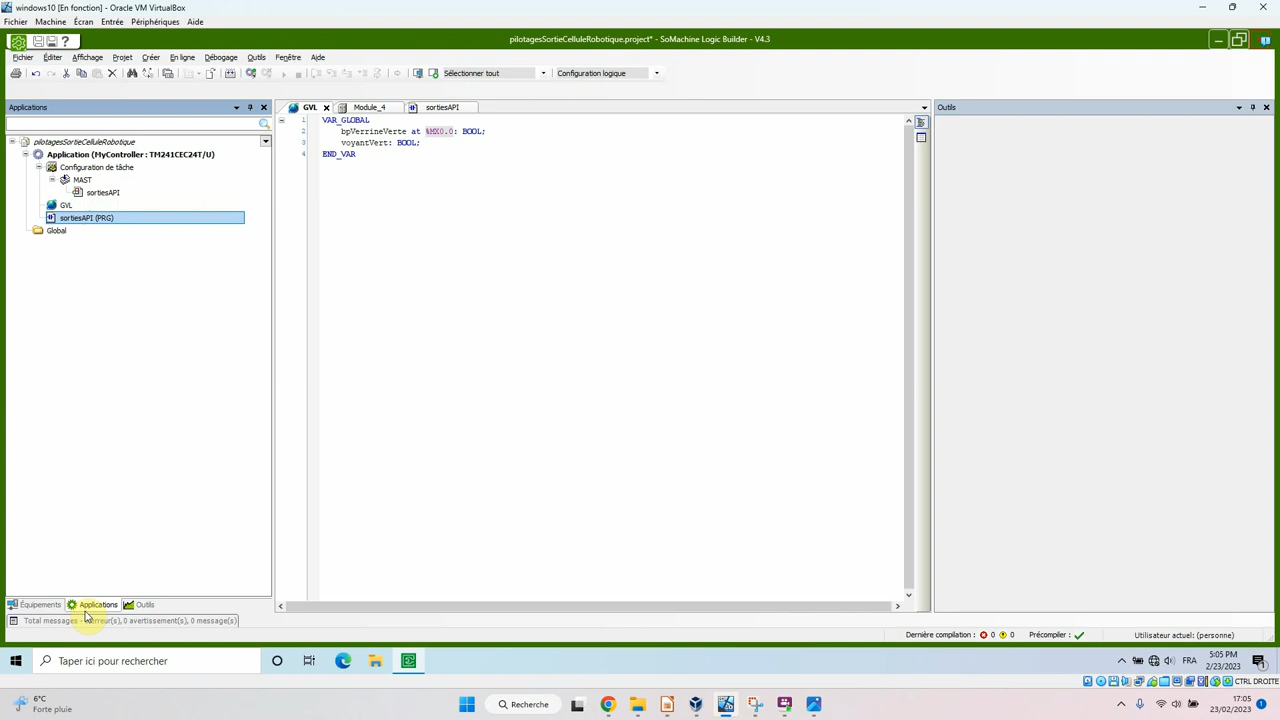 windows10 [En fonction] - Oracle VM VirtualBox
Fichier Machine Écran Entrée Périphériques Aide
pilotagesSortieCelluleRobotique.project* - SoMachine Logic Builder - V4.3
Fichier Éditer Affichage Projet Créer En ligne Outils Débogage Fenêtre Aide
Sélectionner tout Configuration logique
Applications
GVL Module_4 sortiesAPI
Outils
pilotagesSortieCelluleRobotique
Application (MyController : TM241CEC24T/U)
Configuration de tâche
MAST
sortiesAPI
GVL
sortiesAPI (PRG)
Global
1 VAR_GLOBAL
2 bpVerrineVerte at %MX0.0: BOOL;
3 voyantVert: BOOL;
4 END_VAR
Équipements Applications Outils
Total messages 0 avertissement(s), 0 message(s)
Dernière compilation : 0 0 Précompiler : Utilisateur actuel: (personne)
Taper ici pour rechercher
FRA
5:05 PM
2/23/2023
CTRL DROITE
6°C
Forte pluie
Recherche
17:05
23/02/2023